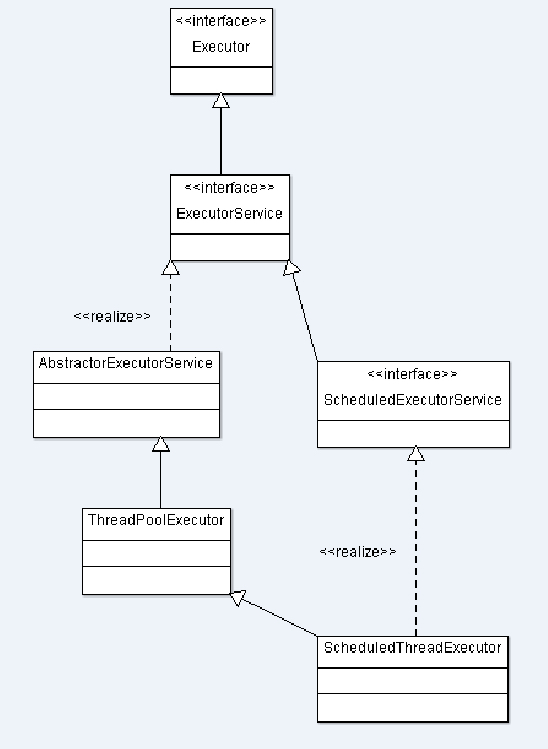 <<interface>>
Executor
<<interface>>
ExecutorService
<<realize>>
AbstractorExecutorService
<<interface>>
ScheduledExecutorService
ThreadPoolExecutor
<<realize>>
ScheduledThreadExecutor